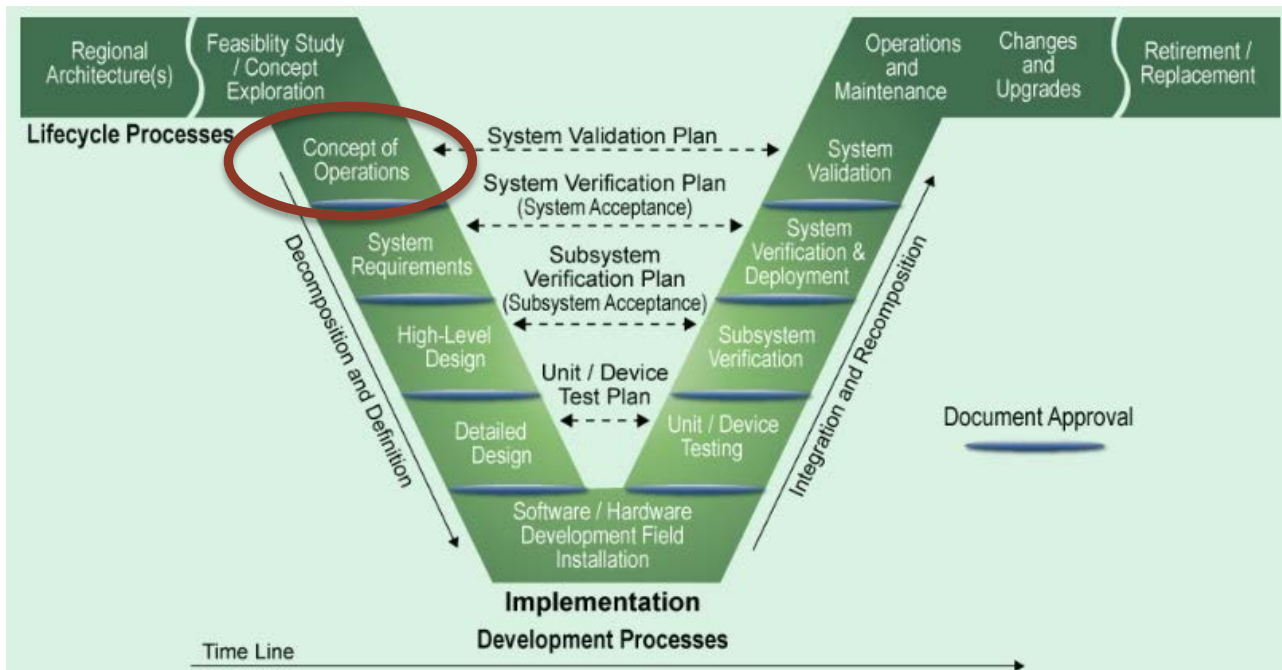 Regional
Architecture(s)
Feasiblity Study
/ Concept
Exploration
Operations
and
Maintenance
Changes
and
Upgrades
Retirement /
Replacement
Lifecycle Processes
Concept of
Operations
System Validation Plan
System
Validation
System Verification Plan
(System Acceptance)
System
Requirements
System
Verification &
Deployment
Subsystem
Verification Plan
(Subsystem Acceptance)
High-Level
Design
Subsystem
Verification
Unit / Device
Test Plan
Detailed
Design
Unit / Device
Testing
Decomposition and Definition
Integration and Recomposition
Document Approval
Software / Hardware
Development Field
Installation
Implementation
Development Processes
Time Line